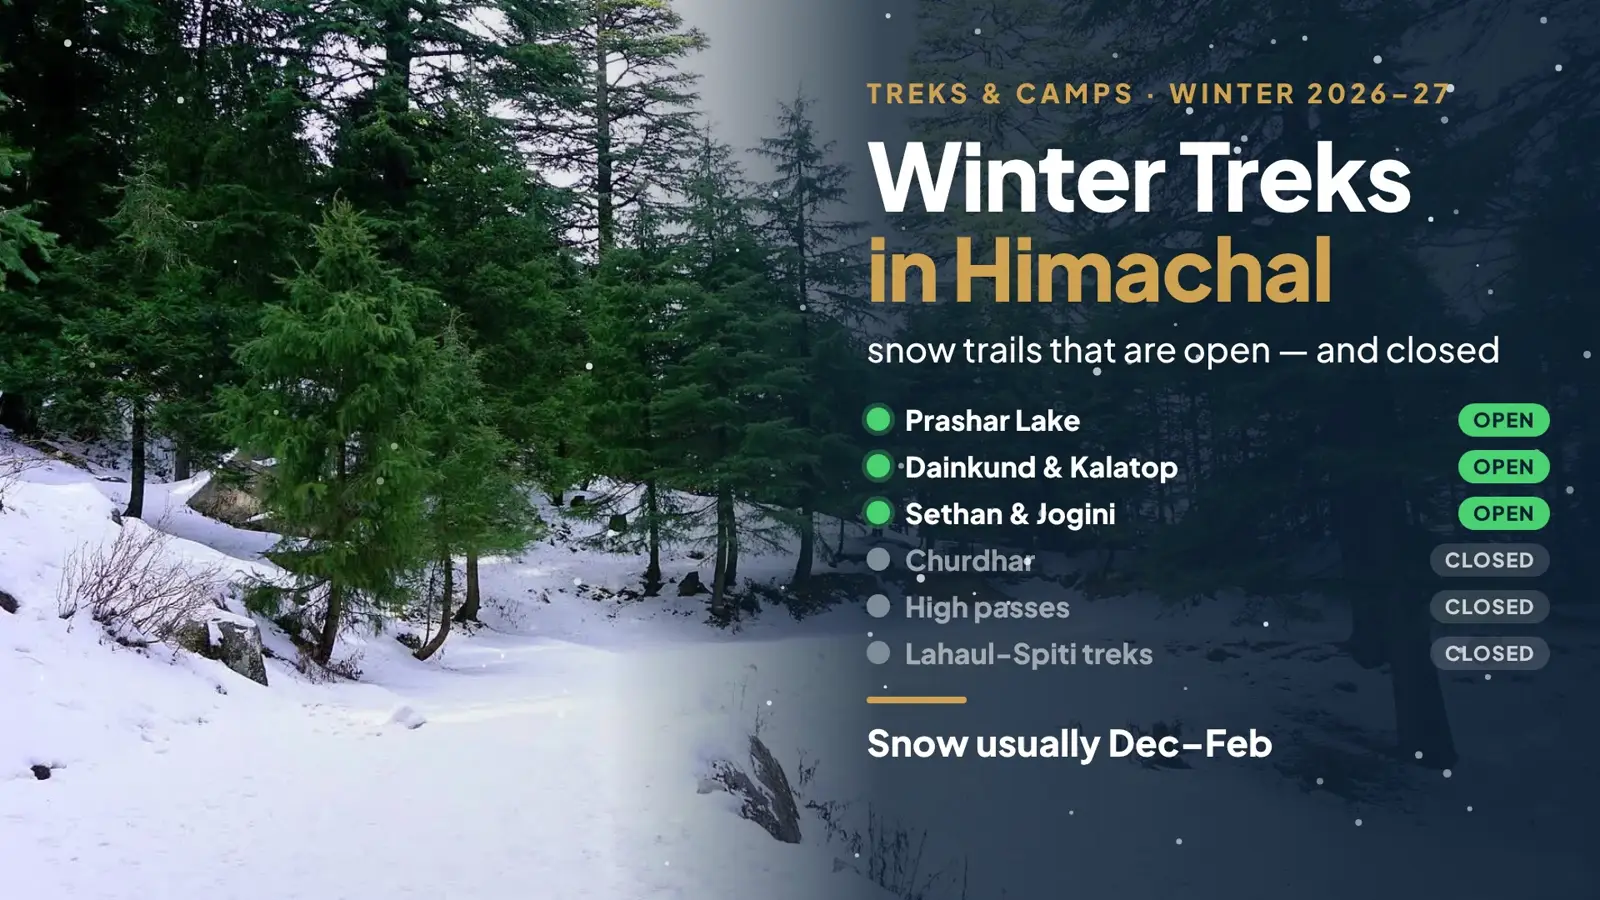 TREKS & CAMPS · WINTER 2026–27
Winter Treks
in Himachal
snow trails that are open — and closed
Prashar Lake OPEN
Dainkund & Kalatop OPEN
Sethan & Jogini OPEN
Churdhar CLOSED
High passes CLOSED
Lahaul-Spiti treks CLOSED
Snow usually Dec–Feb